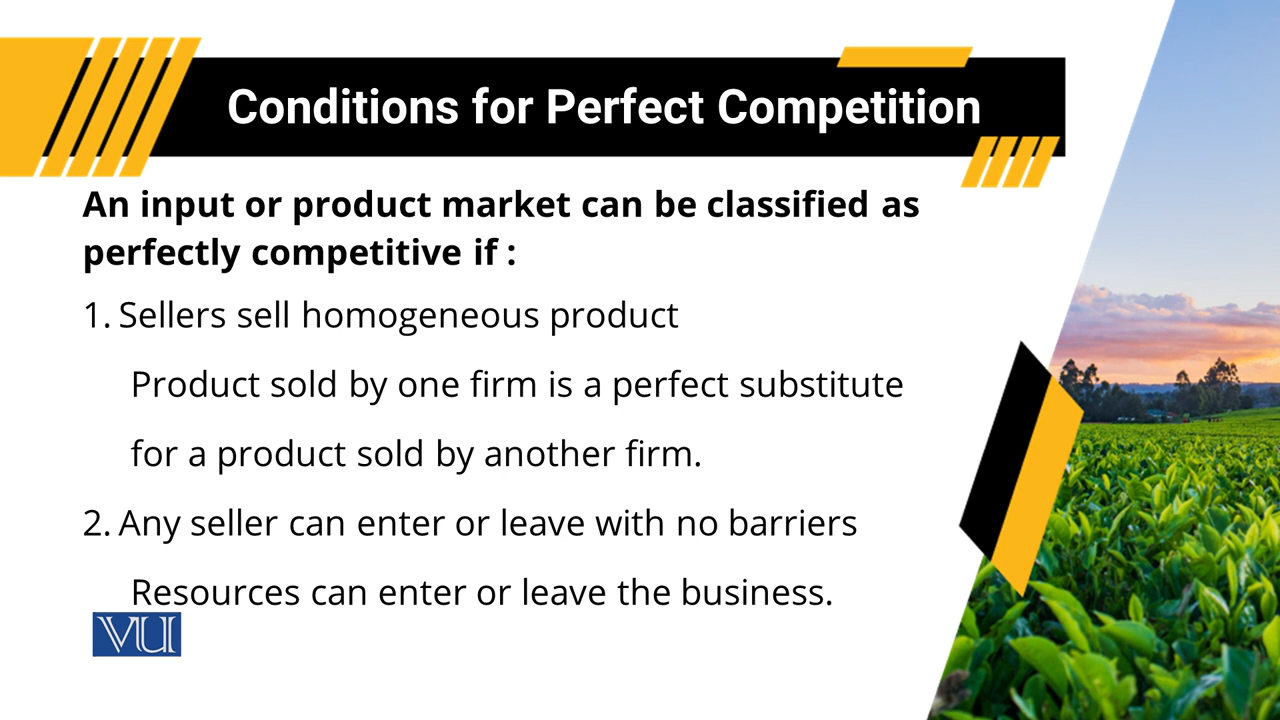 Conditions for Perfect Competition
An input or product market can be classified as
perfectly competitive if :
1. Sellers sell homogeneous product
Product sold by one firm is a perfect substitute
for a product sold by another firm.
2. Any seller can enter or leave with no barriers
Resources can enter or leave the business.
VU